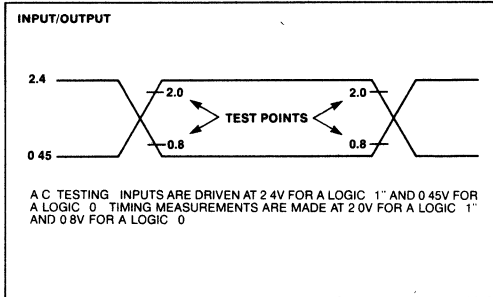 INPUT/OUTPUT
2.4
2.0
2.0
TEST POINTS
0.8
0.8
0 45
A C TESTING INPUTS ARE DRIVEN AT 2 4V FOR A LOGIC 1" AND 0 45V FOR
A LOGIC 0 TIMING MEASUREMENTS ARE MADE AT 2 0V FOR A LOGIC 1"
AND 0 8V FOR A LOGIC 0